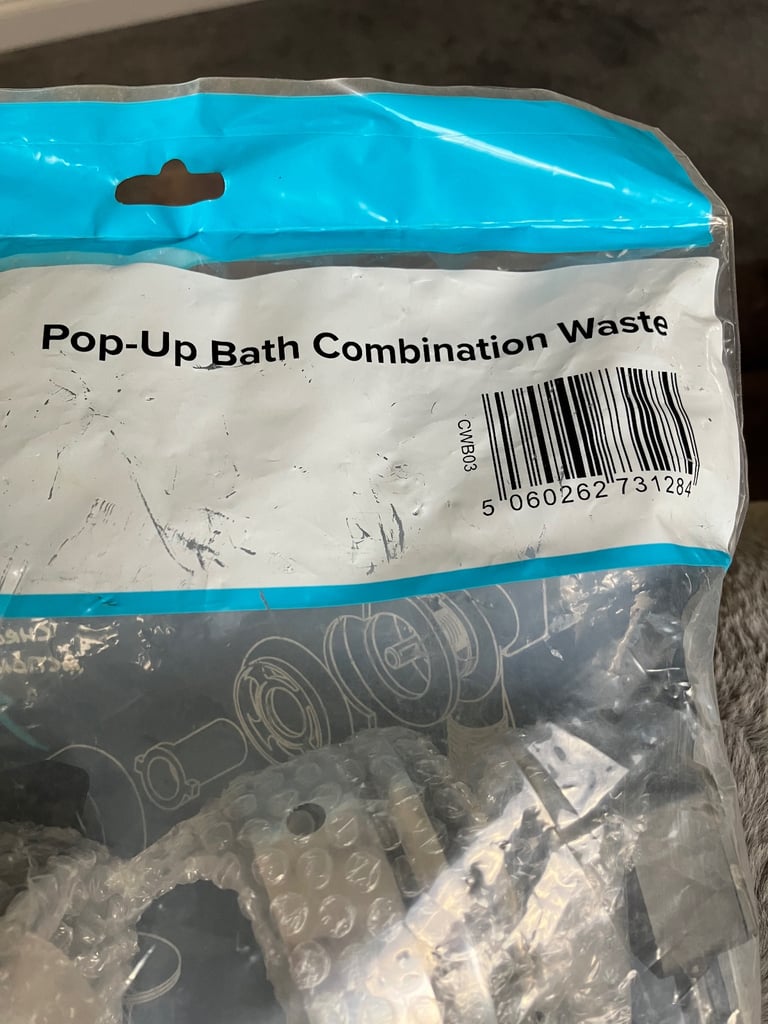 Pop-Up Bath Combination Waste
CWB03
5 060262 731284